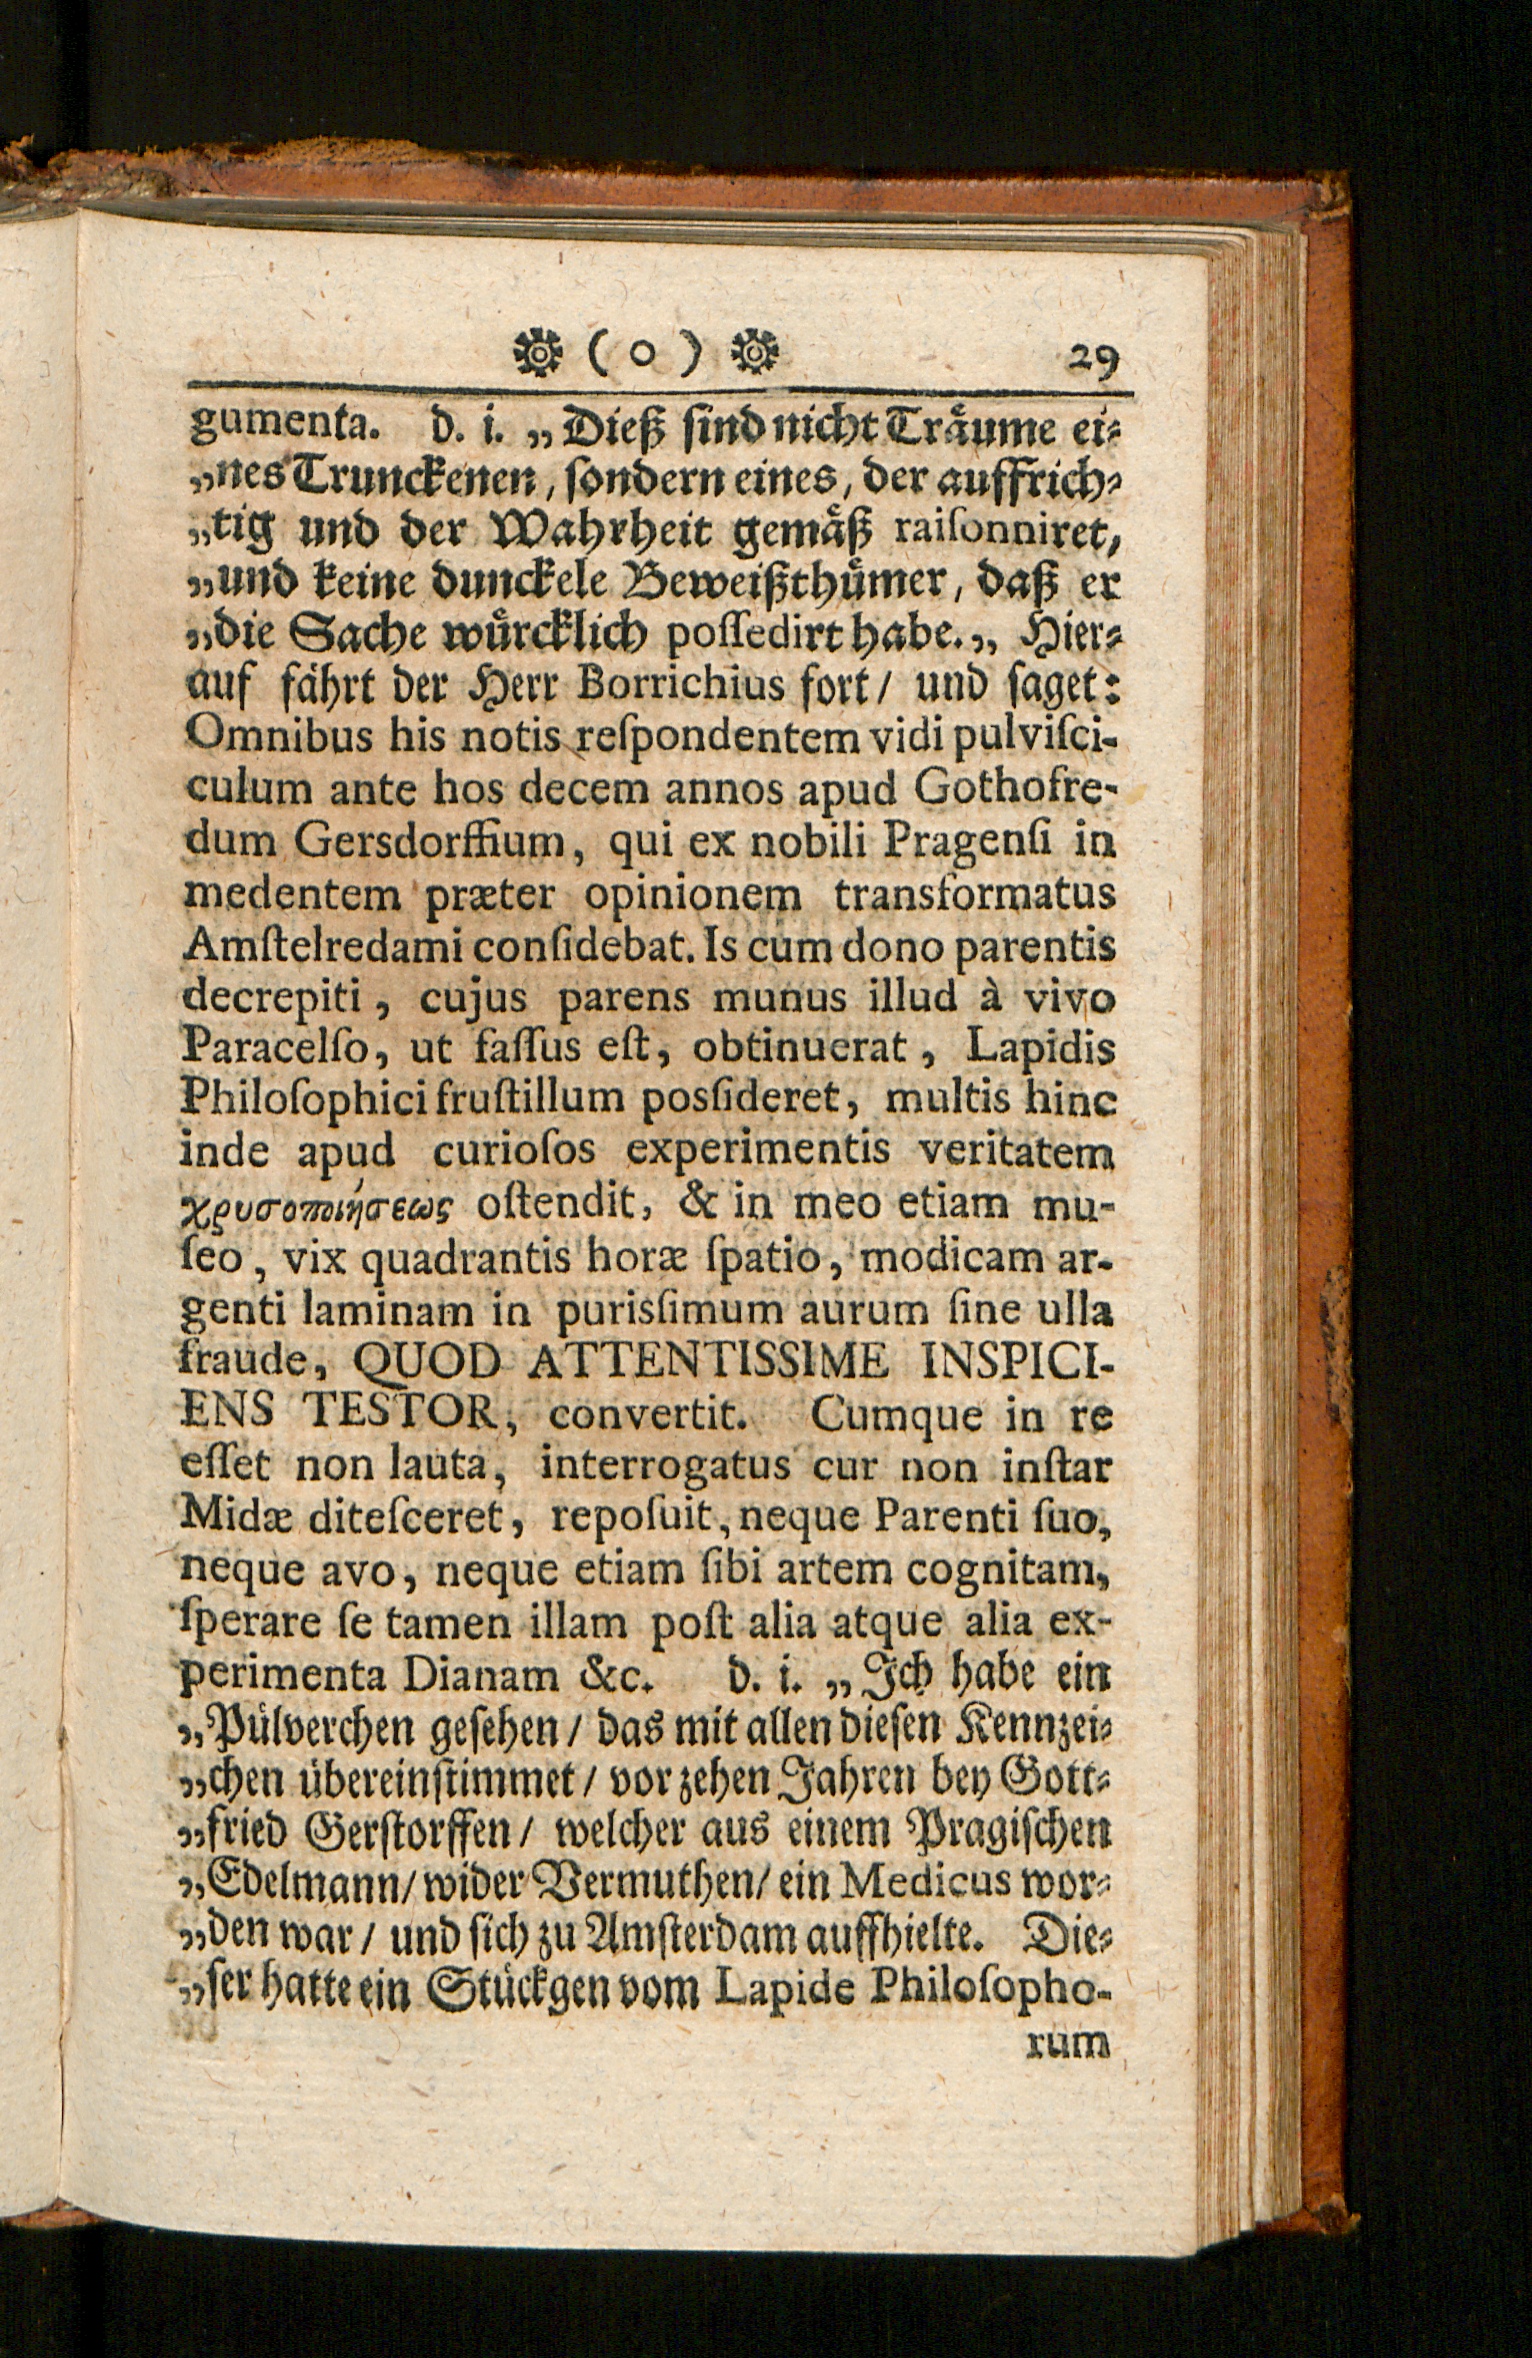 ( o ) 29
gumenta. d. i. „Dieß sind nicht Träume ei-
„nes Trunckenen, sondern eines, der auffrich-
„tig und der Wahrheit gemäß raiſonniret,
„und keine dunckele Beweißthümer, daß er
„die Sache würcklich poſſedirt habe.„ Hier-
auf fährt der Herr Borrichius fort/ und ſaget:
Omnibus his notis reſpondentem vidi pulviſci-
culum ante hos decem annos apud Gothofre-
dum Gersdorffium, qui ex nobili Pragenſi in
medentem præter opinionem transformatus
Amſtelredami conſidebat. Is cum dono parentis
decrepiti, cujus parens munus illud à vivo
Paracelſo, ut faſſus eſt, obtinuerat, Lapidis
Philoſophici fruſtillum posſideret, multis hinc
inde apud curioſos experimentis veritatem
χρυσοποιήσεως oſtendit, & in meo etiam mu-
ſeo, vix quadrantis horæ ſpatio, modicam ar-
genti laminam in purisſimum aurum ſine ulla
fraude, QUOD ATTENTISSIME INSPICI-
ENS TESTOR, convertit. Cumque in re
eſſet non lauta, interrogatus cur non inſtar
Midæ diteſceret, repoſuit, neque Parenti ſuo,
neque avo, neque etiam ſibi artem cognitam,
ſperare ſe tamen illam poſt alia atque alia ex-
perimenta Dianam &c. d. i. „Ich habe ein
„Pülverchen geſehen/ das mit allen dieſen Kennzei-
„chen übereinſtimmet/ vor zehen Jahren bey Gott-
„fried Gerſtorffen/ welcher aus einem Pragiſchen
„Edelmann/ wider Vermuthen/ ein Medicus wor-
„den war/ und ſich zu Amſterdam auffhielte. Die-
„ſer hatte ein Stückgen vom Lapide Philoſopho-
rum